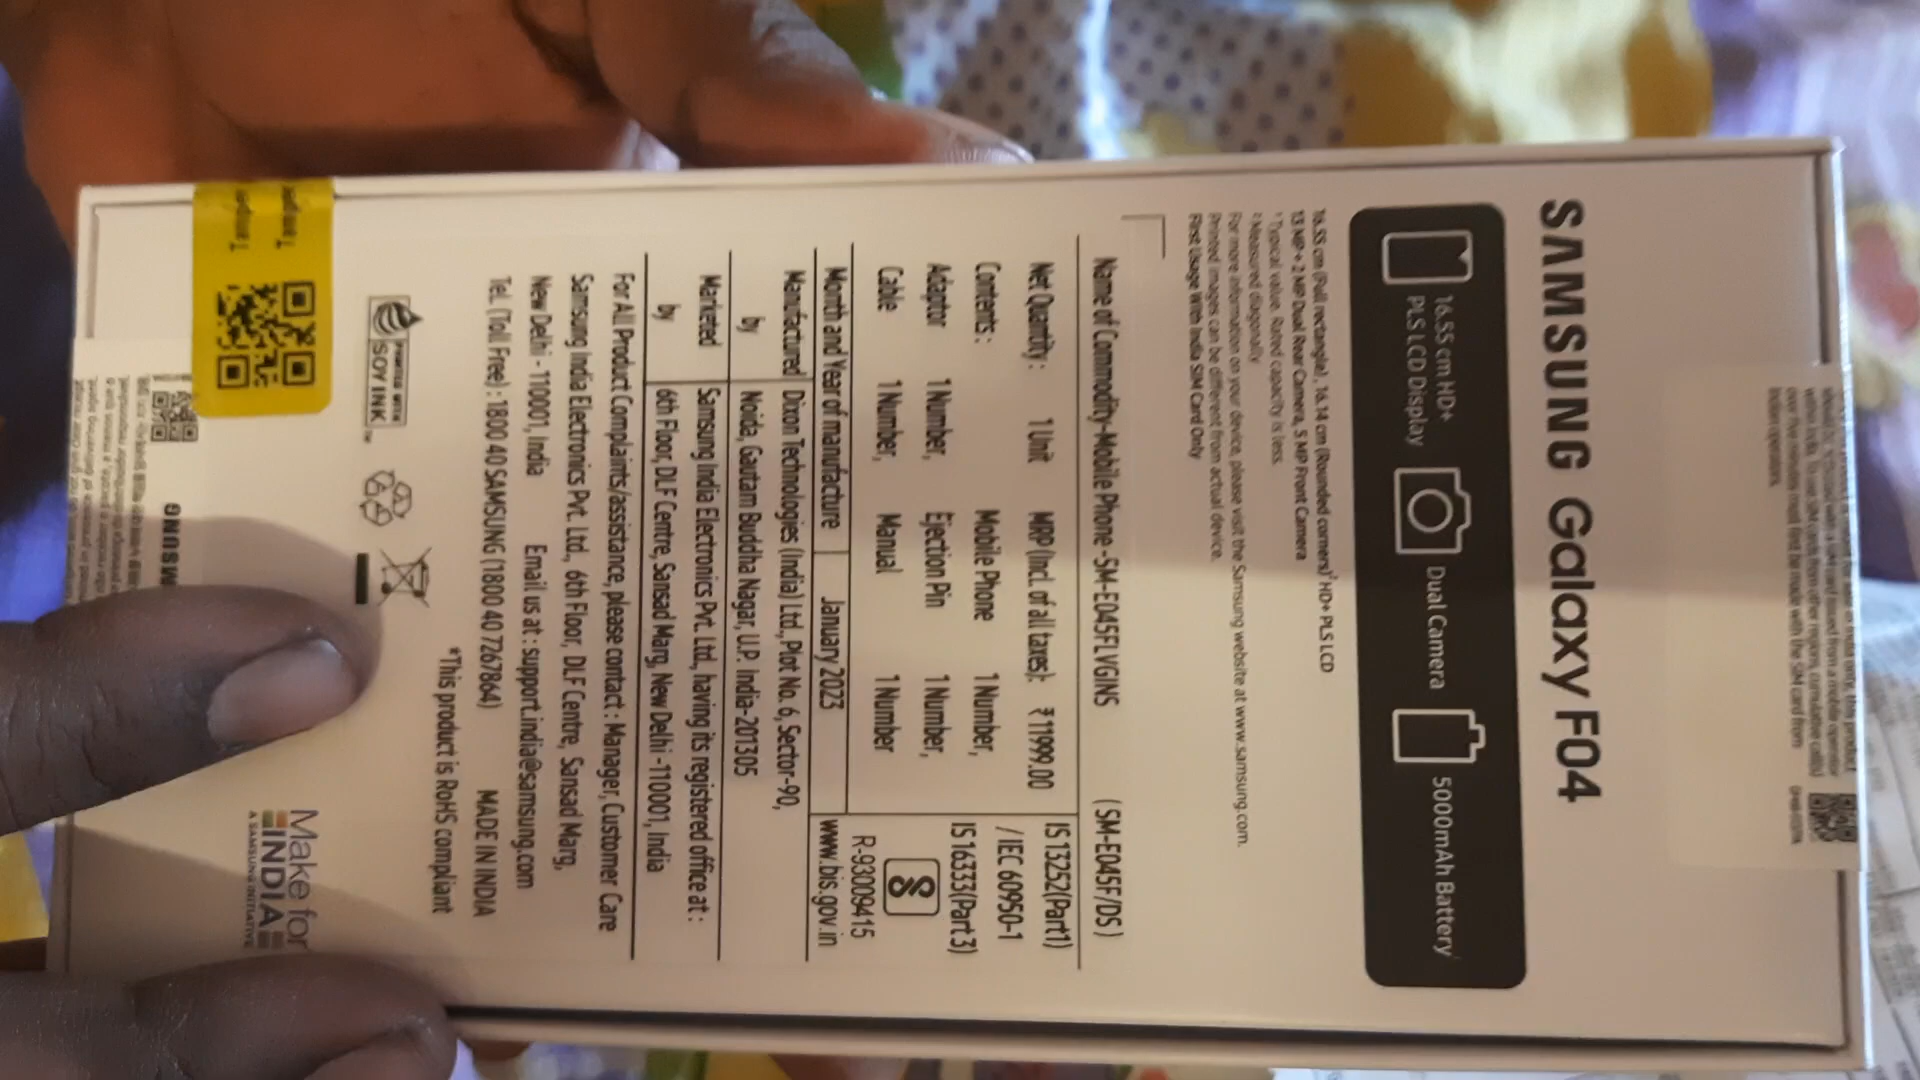 SAMSUNG Galaxy F04
16.55 cm HD+
PLS LCD Display
Dual Camera
5000mAh Battery
16.55 cm (Full rectangle), 16.14 cm (Rounded corners)² HD+ PLS LCD
13 MP + 2 MP Dual Rear Camera, 5 MP Front Camera
¹ Typical value. Rated capacity is less.
² Measured diagonally
For more information on your device, please visit the Samsung website at www.samsung.com.
Printed images can be different from actual device.
First Usage With India SIM Card Only
Name of Commodity-Mobile Phone -SM-E045FLVGINS (SM-E045F/DS)
Net Quantity: 1 Unit MRP (Incl. of all taxes): ₹ 11999.00
Contents: Mobile Phone 1 Number,
Adaptor 1 Number, Ejection Pin 1 Number,
Cable 1 Number, Manual 1 Number
IS 13252(Part1)
/ IEC 60950-1
IS 16333(Part 3)
R-93009415
www.bis.gov.in
Month and Year of manufacture January 2023
Manufactured by Dixon Technologies (India) Ltd., Plot No. 6, Sector-90,
Noida, Gautam Buddha Nagar, U.P. India-201305
Marketed by Samsung India Electronics Pvt. Ltd., having its registered office at :
6th Floor, DLF Centre, Sansad Marg, New Delhi -110001, India
For All Product Complaints/assistance, please contact : Manager, Customer Care
Samsung India Electronics Pvt. Ltd., 6th Floor, DLF Centre, Sansad Marg,
New Delhi - 110001, India Email us at : support.india@samsung.com
Tel. (Toll Free) : 1800 40 SAMSUNG (1800 40 7267864) MADE IN INDIA
*This product is RoHS compliant
PRINTED WITH
SOY INK™
Make for
INDIA
A SAMSUNG INITIATIVE